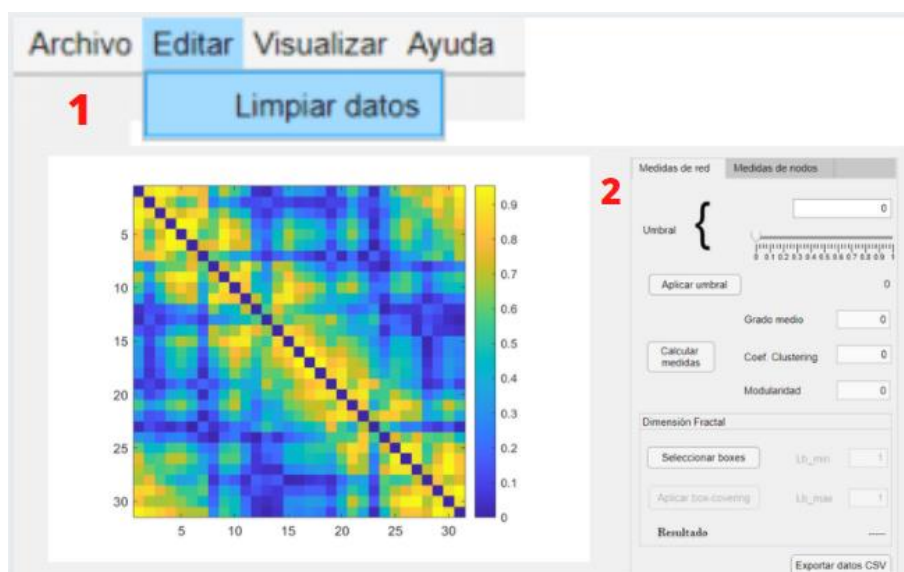 Archivo Editar Visualizar Ayuda
1
Limpiar datos
2
Medidas de red Medidas de nodos
Umbral { 0
0 0.1 0.2 0.3 0.4 0.5 0.6 0.7 0.8 0.9 1
Aplicar umbral 0
Grado medio 0
Calcular
medidas
Coef. Clustering 0
Modularidad 0
Dimensión Fractal
Seleccionar boxes Lb_min 1
Aplicar box-covering Lb_max 1
Resultado -----
Exportar datos CSV
5
10
15
20
25
30
5 10 15 20 25 30
0.9
0.8
0.7
0.6
0.5
0.4
0.3
0.2
0.1
0